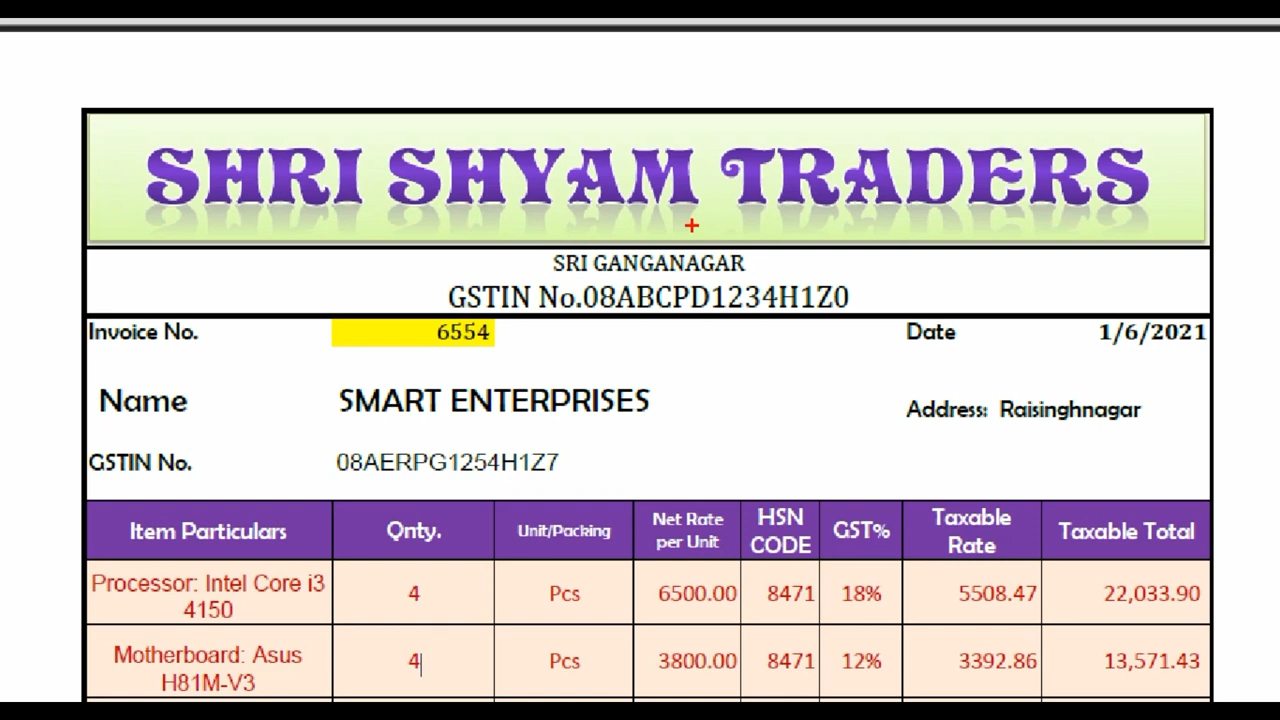 SHRI SHYAM TRADERS
SRI GANGANAGAR
GSTIN No.08ABCPD1234H1Z0
Invoice No. 6554 Date 1/6/2021
Name SMART ENTERPRISES Address: Raisinghnagar
GSTIN No. 08AERPG1254H1Z7
Item Particulars Qnty. Unit/Packing Net Rate per Unit HSN CODE GST% Taxable Rate Taxable Total
Processor: Intel Core i3 4150 4 Pcs 6500.00 8471 18% 5508.47 22,033.90
Motherboard: Asus H81M-V3 4 Pcs 3800.00 8471 12% 3392.86 13,571.43